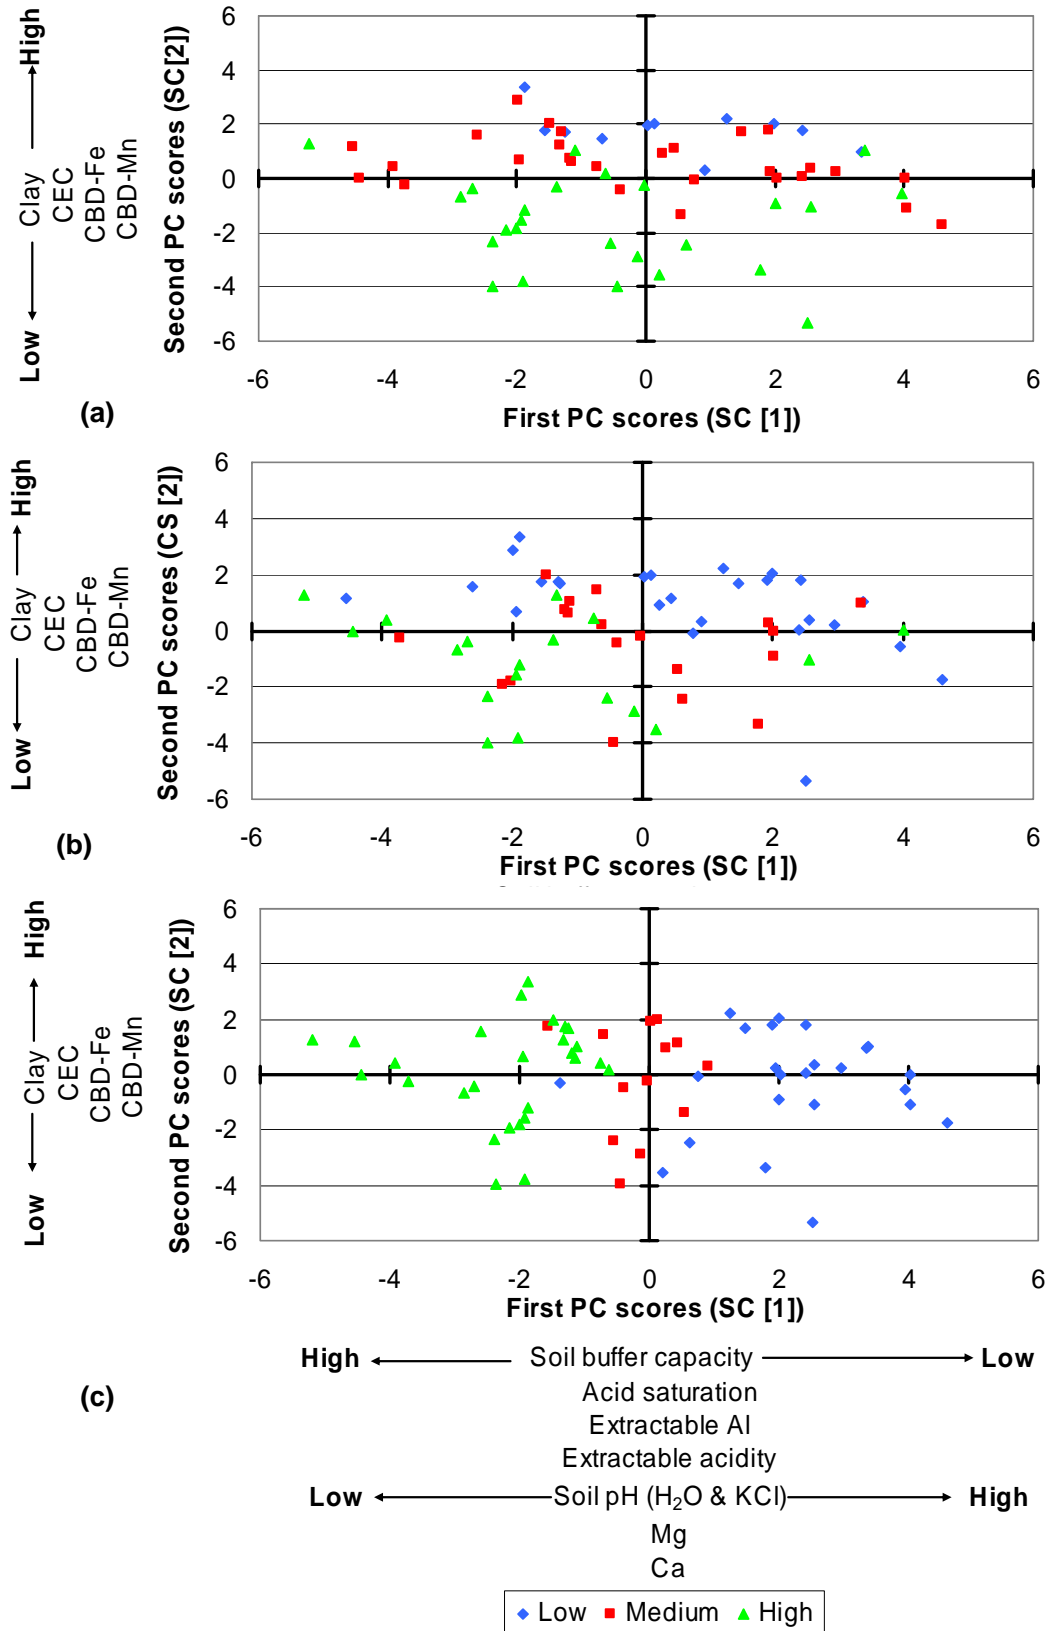 High
Clay
CEC
CBD-Fe
CBD-Mn
Low
Second PC scores (SC[2])
6
4
2
0
-2
-4
-6
-6 -4 -2 0 2 4 6
First PC scores (SC [1])
(a)
High
Clay
CEC
CBD-Fe
CBD-Mn
Low
Second PC scores (CS [2])
6
4
2
0
-2
-4
-6
-6 -4 -2 0 2 4 6
First PC scores (SC [1])
(b)
High
Clay
CEC
CBD-Fe
CBD-Mn
Low
Second PC scores (SC [2])
6
4
2
0
-2
-4
-6
-6 -4 -2 0 2 4 6
First PC scores (SC [1])
High Soil buffer capacity Low
(c)
Acid saturation
Extractable Al
Extractable acidity
Low Soil pH (H₂O & KCl) High
Mg
Ca
Low Medium High